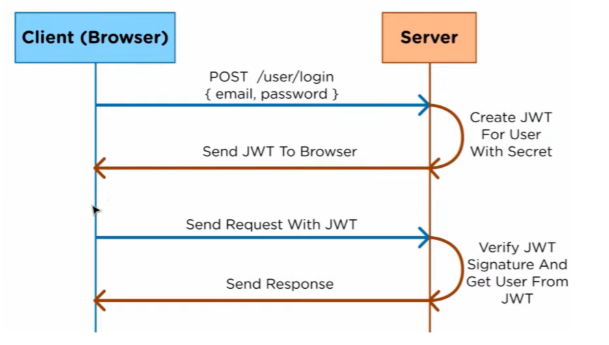 Client (Browser)
Server
POST /user/login
{ email, password }
Create JWT
For User
With Secret
Send JWT To Browser
Send Request With JWT
Verify JWT
Signature And
Get User From
JWT
Send Response